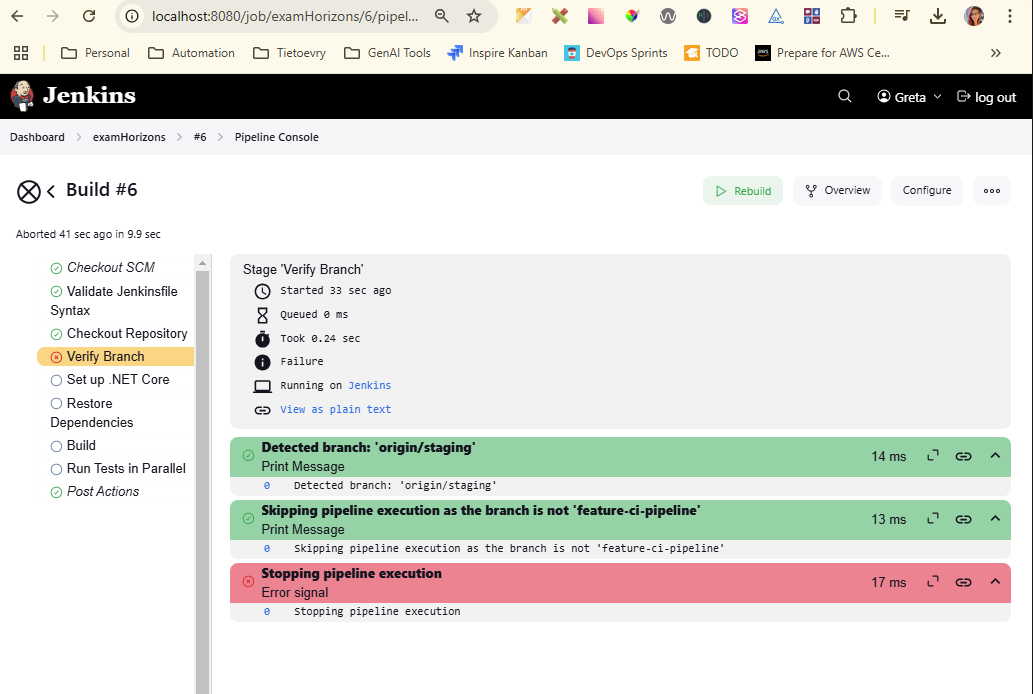 localhost:8080/job/examHorizons/6/pipel...
Personal
Automation
Tietoevry
GenAI Tools
Inspire Kanban
DevOps Sprints
TODO
aws
Prepare for AWS Ce...
Jenkins
Greta
log out
Dashboard > examHorizons > #6 > Pipeline Console
Build #6
Rebuild
Overview
Configure
Aborted 41 sec ago in 9.9 sec
Checkout SCM
Validate Jenkinsfile
Syntax
Checkout Repository
Verify Branch
Set up .NET Core
Restore
Dependencies
Build
Run Tests in Parallel
Post Actions
Stage 'Verify Branch'
Started 33 sec ago
Queued 0 ms
Took 0.24 sec
Failure
Running on Jenkins
View as plain text
Detected branch: 'origin/staging'
Print Message
14 ms
0 Detected branch: 'origin/staging'
Skipping pipeline execution as the branch is not 'feature-ci-pipeline'
Print Message
13 ms
0 Skipping pipeline execution as the branch is not 'feature-ci-pipeline'
Stopping pipeline execution
Error signal
17 ms
0 Stopping pipeline execution